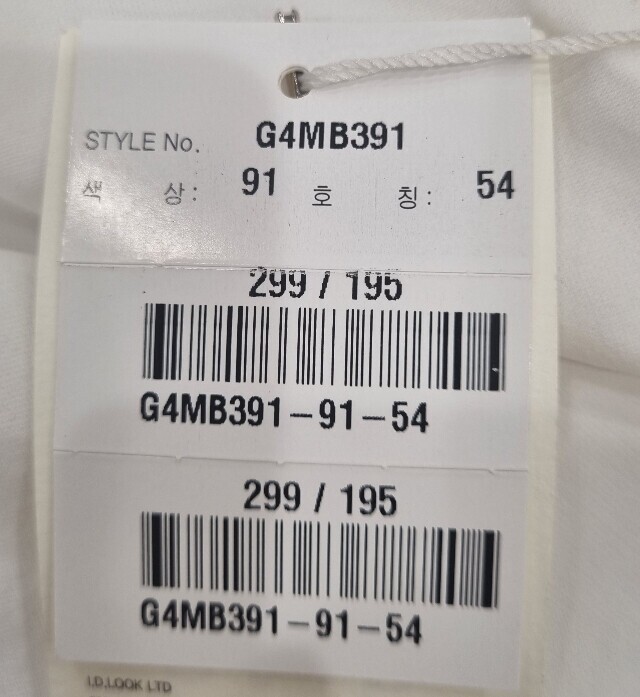 STYLE No. G4MB391
색 상: 91 호 칭: 54
299 / 195
G4MB391-91-54
299 / 195
G4MB391-91-54
I.D.LOOK LTD